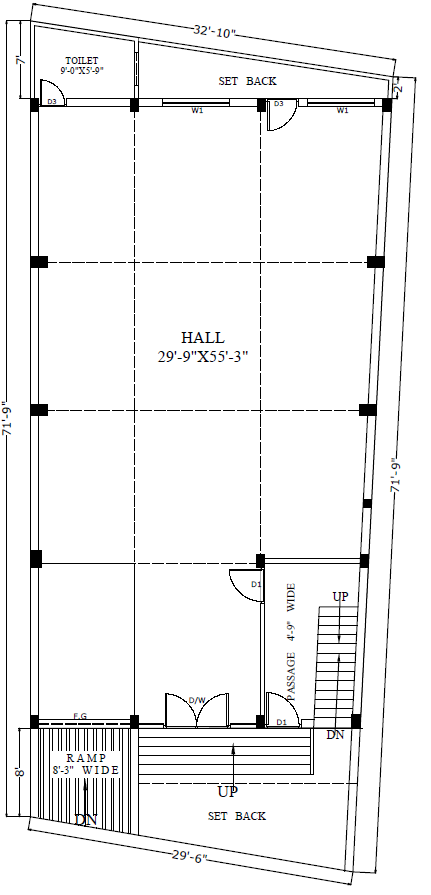 32'-10"
7'
TOILET
9'-0"X5'-9"
SET BACK
2'
D3
W1
D3
W1
HALL
29'-9"X55'-3"
71'-9"
71'-9"
D1
PASSAGE 4'-9" WIDE
UP
D/W
F.G
D1
DN
RAMP
8'-3" WIDE
8'
UP
DN
SET BACK
29'-6"